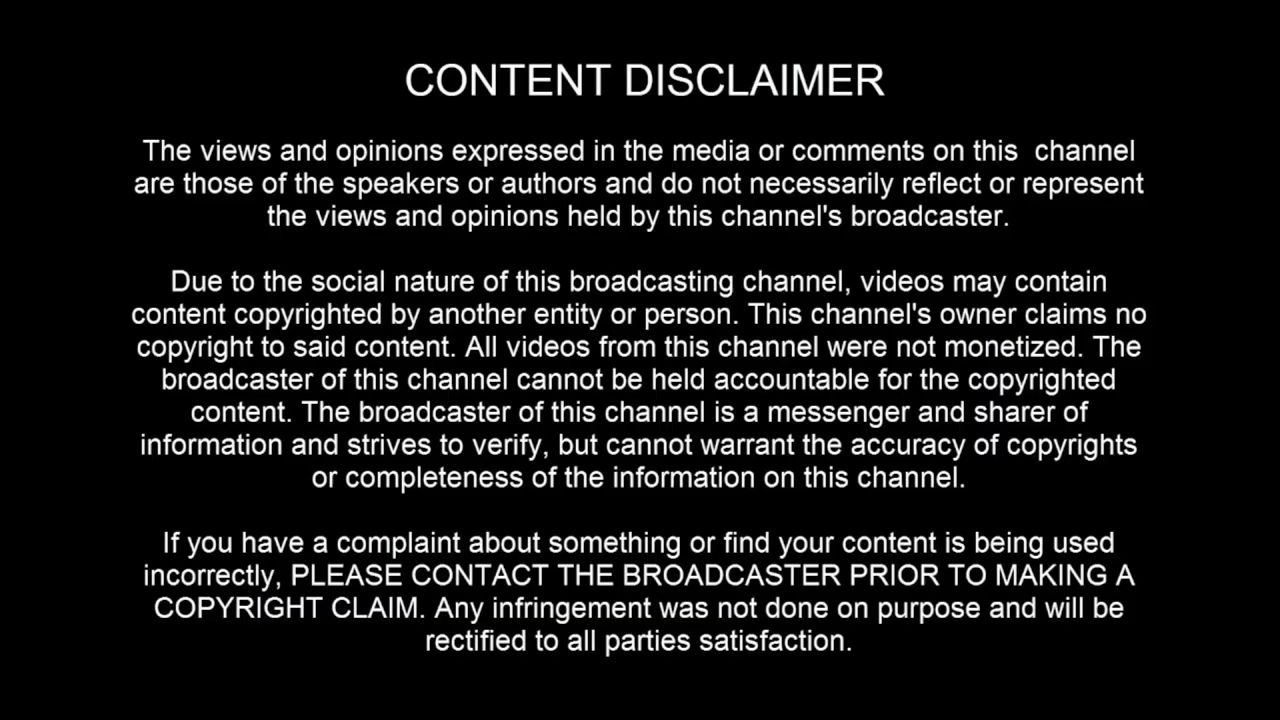 CONTENT DISCLAIMER
The views and opinions expressed in the media or comments on this  channel
are those of the speakers or authors and do not necessarily reflect or represent
the views and opinions held by this channel's broadcaster.
Due to the social nature of this broadcasting channel, videos may contain
content copyrighted by another entity or person. This channel's owner claims no
copyright to said content. All videos from this channel were not monetized. The
broadcaster of this channel cannot be held accountable for the copyrighted
content. The broadcaster of this channel is a messenger and sharer of
information and strives to verify, but cannot warrant the accuracy of copyrights
or completeness of the information on this channel.
If you have a complaint about something or find your content is being used
incorrectly, PLEASE CONTACT THE BROADCASTER PRIOR TO MAKING A
COPYRIGHT CLAIM. Any infringement was not done on purpose and will be
rectified to all parties satisfaction.